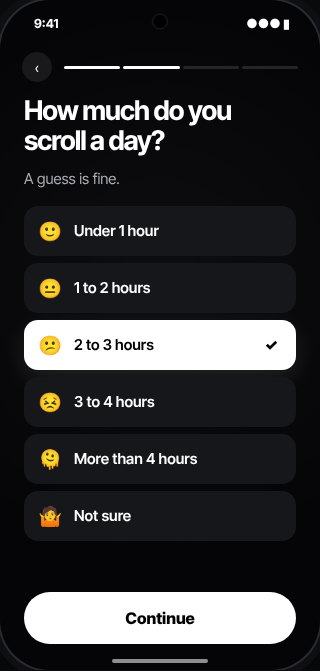 9:41
How much do you
scroll a day?
A guess is fine.
Under 1 hour
1 to 2 hours
2 to 3 hours
3 to 4 hours
More than 4 hours
Not sure
Continue